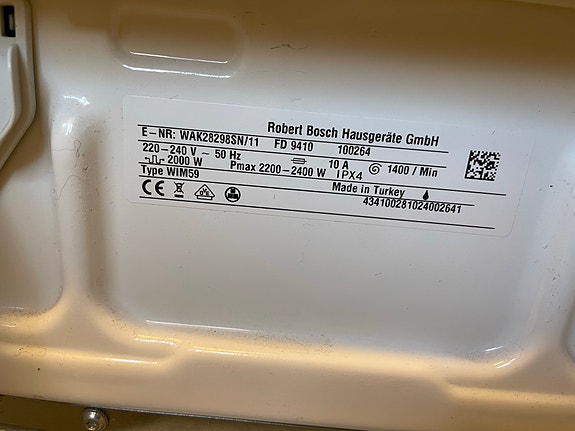 Robert Bosch Hausgeräte GmbH
E-NR: WAK28298SN/11 FD 9410 100264
220-240 V ~ 50 Hz 10 A 1400 / Min
2000 W Pmax 2200-2400 W IPX4
Type WIM59 Made in Turkey
CE 434100281024002641